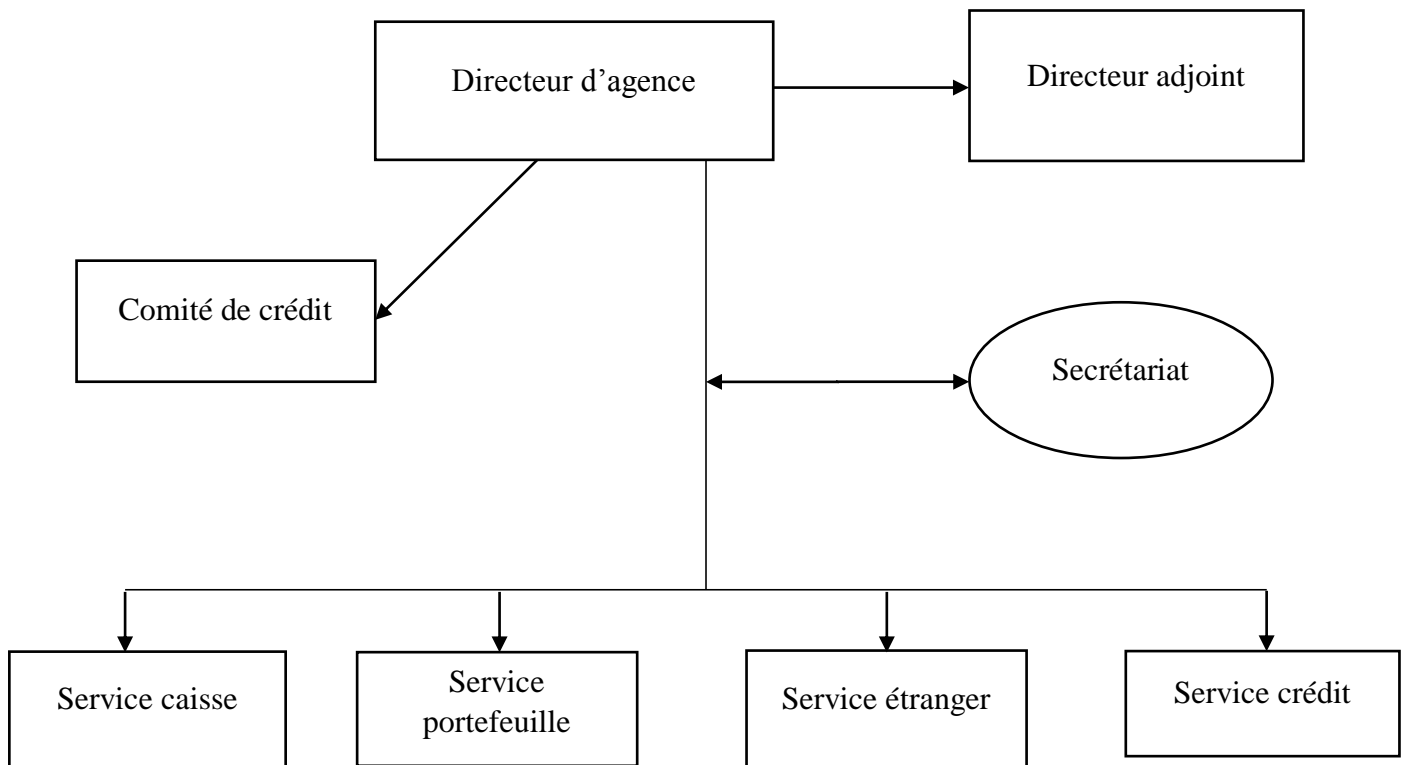 Directeur d’agence
Directeur adjoint
Comité de crédit
Secrétariat
Service caisse
Service
portefeuille
Service étranger
Service crédit